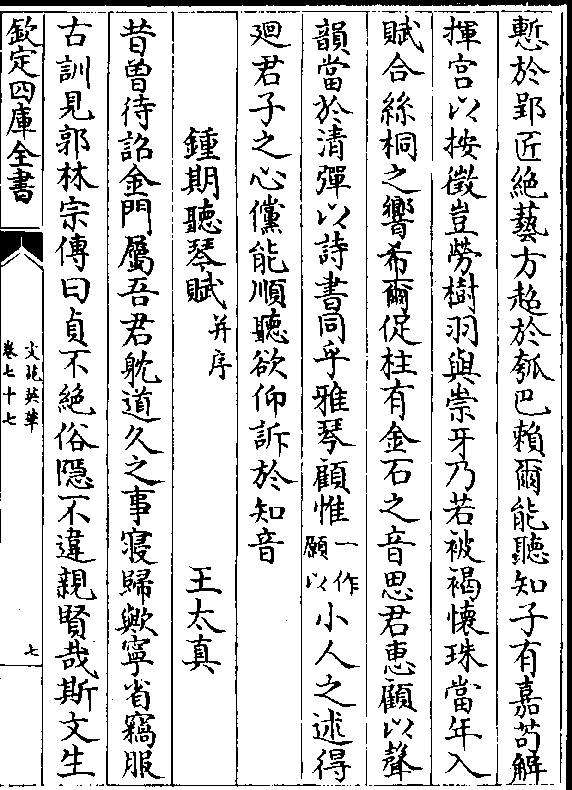 慙於郢匠絶藝方超於瓠巴賴爾能聽知子有嘉茍解
揮宮以按徵豈勞樹羽與崇牙乃若被褐懷珠當年入
賦合絲桐之響希爾促柱有金石之音思君惠顧以聲
韻當於清彈以詩書同乎雅琴顧惟一作願以小人之述得
廻君子之心儻能順聽欲仰訴於知音
鍾期聽琴賦并序 王太真
昔曾待詔金門屬吾君躭道久之事寑歸歟寧省竊服
古訓見郭林宗傳曰貞不絶俗隱不違親賢哉斯文生
欽定四庫全書
文苑英華
卷七十七
七